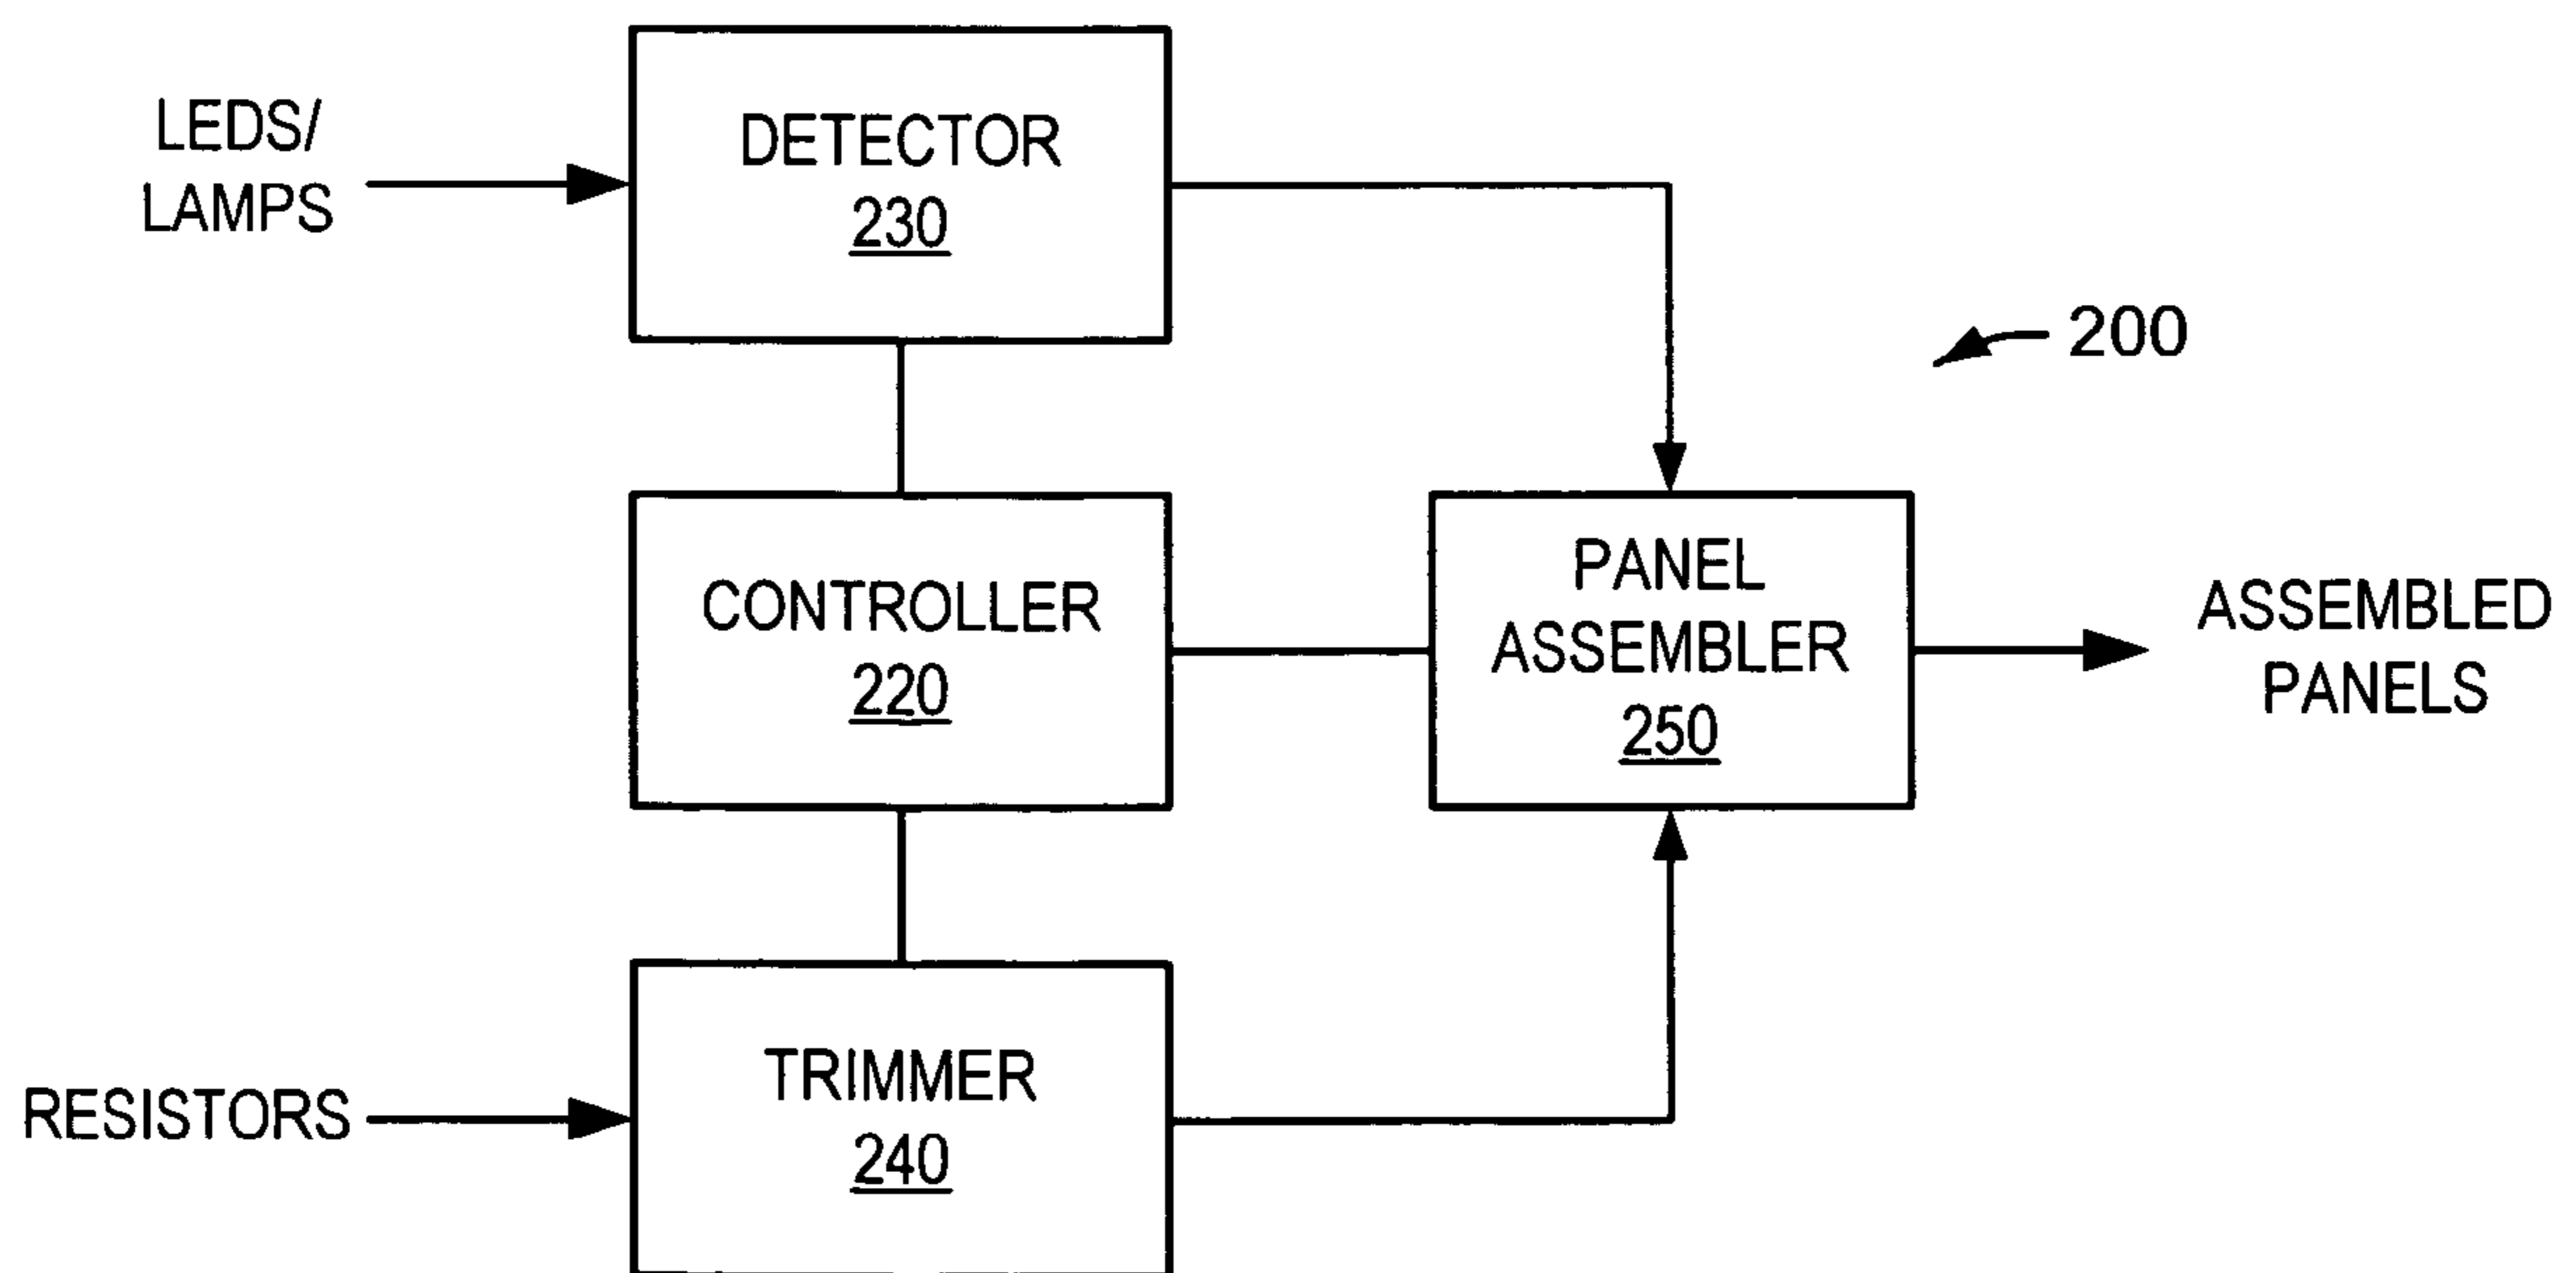 LEDS/
LAMPS
DETECTOR
230
200
CONTROLLER
220
PANEL
ASSEMBLER
250
ASSEMBLED
PANELS
RESISTORS
TRIMMER
240